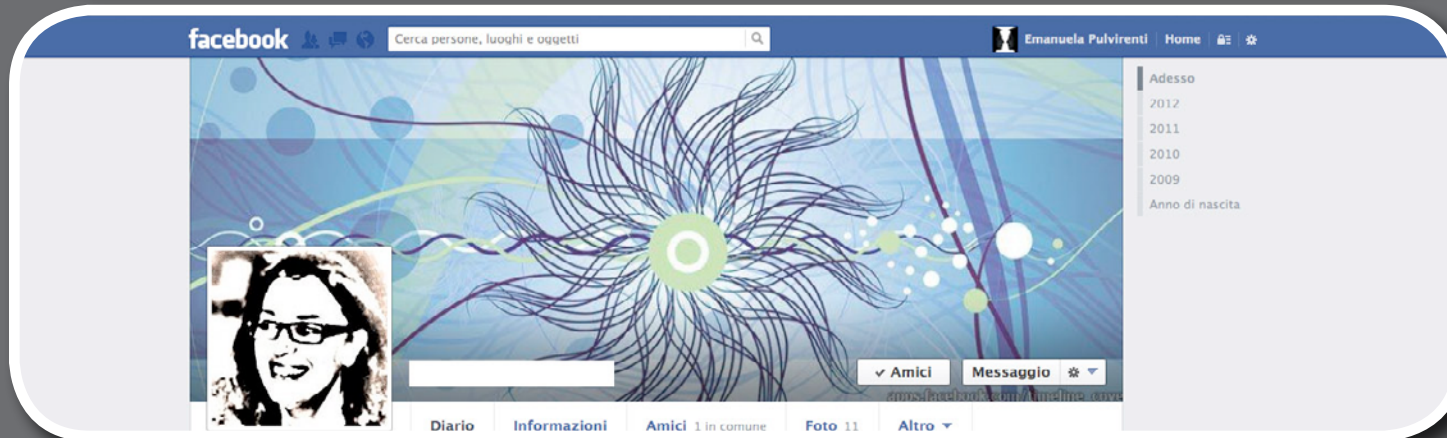 facebook Cerca persone, luoghi e oggetti Emanuela Pulvirenti Home
Adesso
2012
2011
2010
2009
Anno di nascita
✓ Amici Messaggio
Diario Informazioni Amici 1 in comune Foto 11 Altro